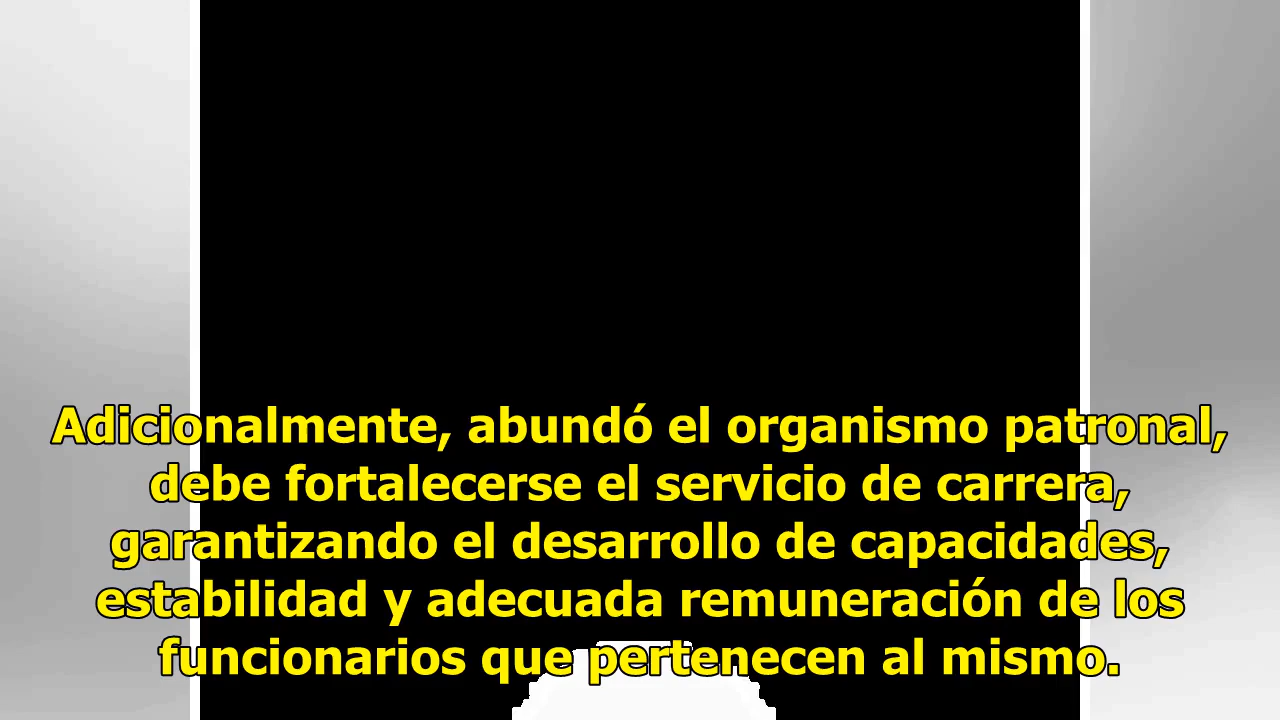 Adicionalmente, abundó el organismo patronal,
debe fortalecerse el servicio de carrera,
garantizando el desarrollo de capacidades,
estabilidad y adecuada remuneración de los
funcionarios que pertenecen al mismo.